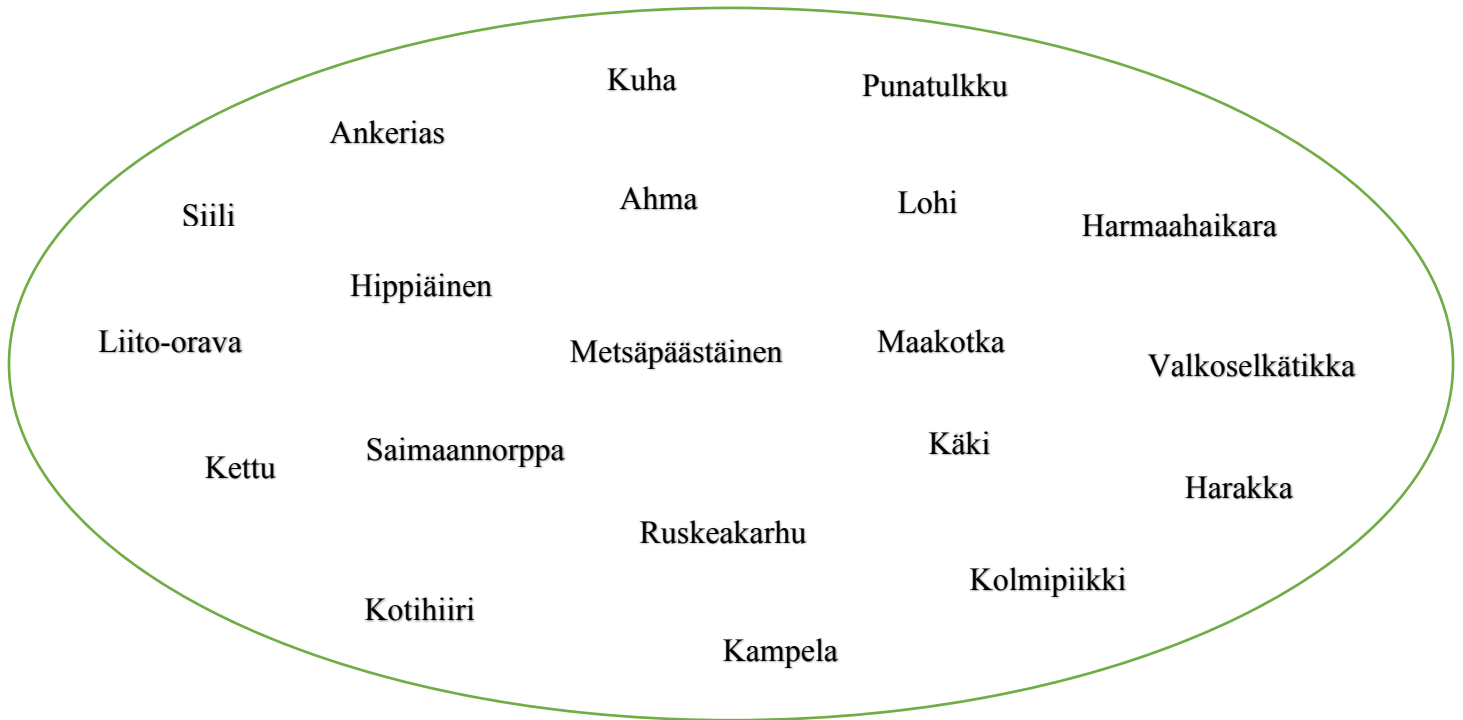 Kuha
Punatulkku
Ankerias
Ahma
Lohi
Siili
Harmaahaikara
Hippiäinen
Liito-orava
Metsäpäästäinen
Maakotka
Valkoselkätikka
Käki
Saimaannorppa
Kettu
Harakka
Ruskeakarhu
Kolmipiikki
Kotihiiri
Kampela